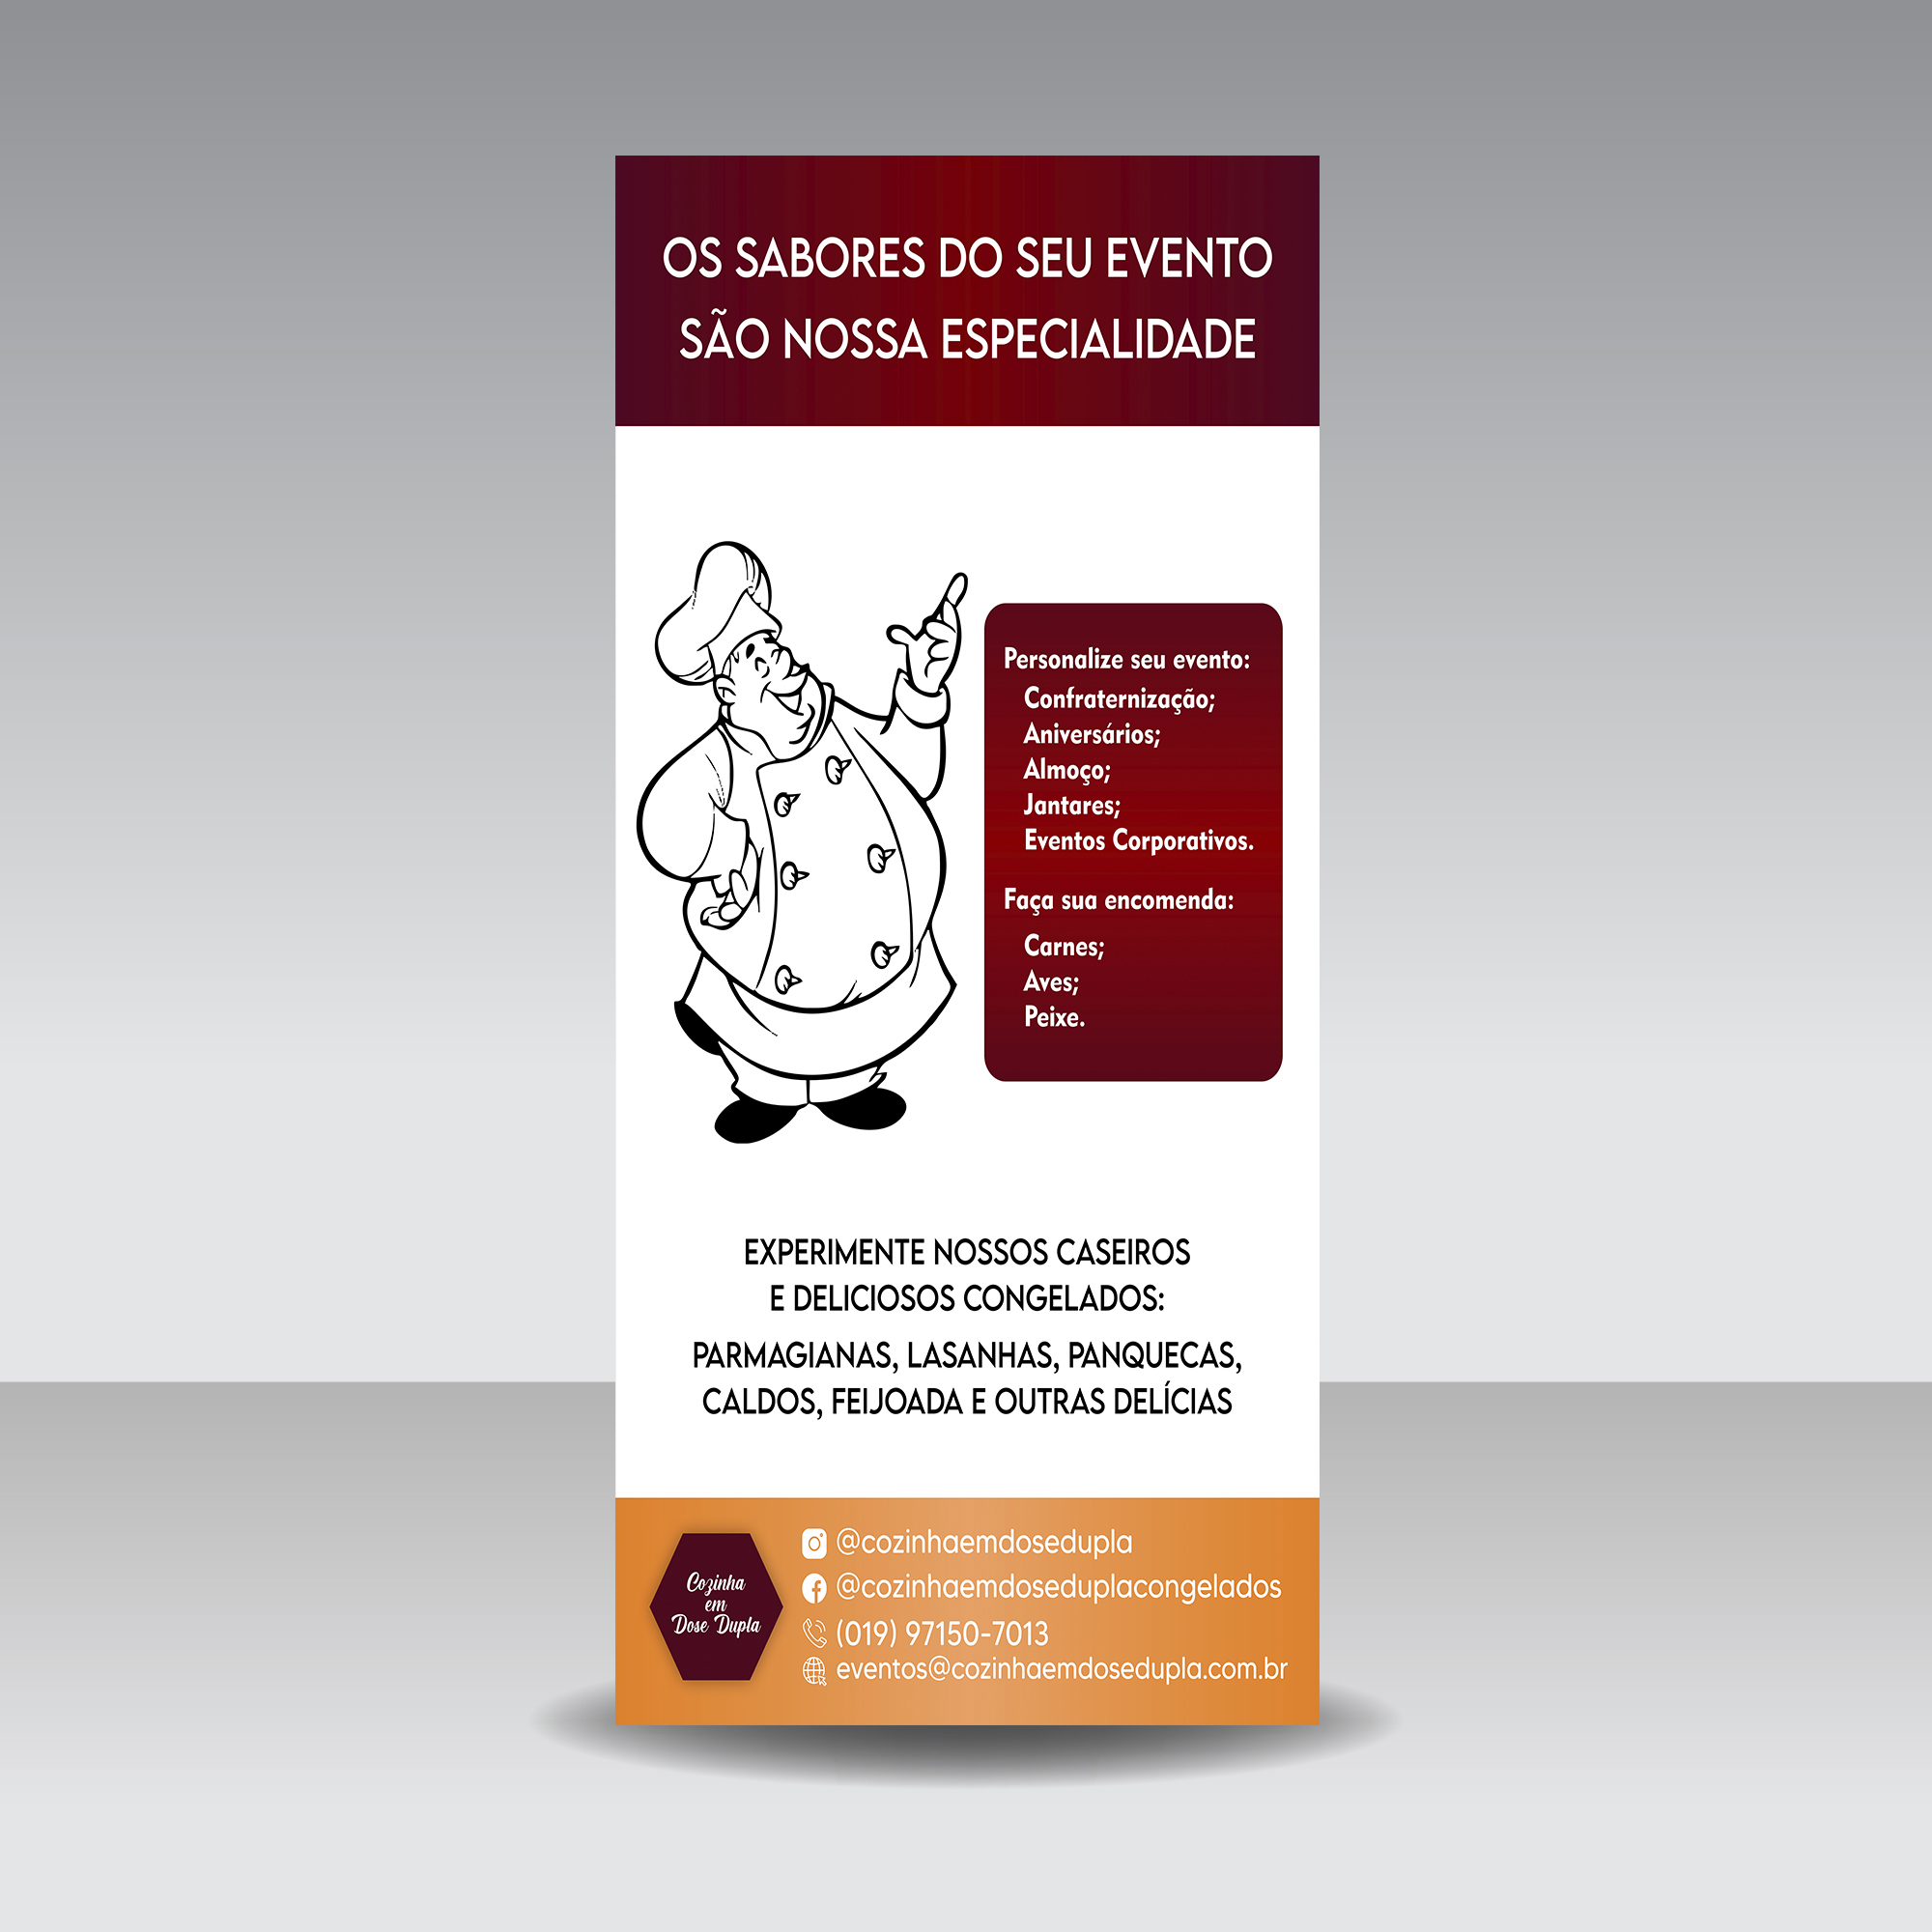 OS SABORES DO SEU EVENTO
SÃO NOSSA ESPECIALIDADE
Personalize seu evento:
Confraternização;
Aniversários;
Almoço;
Jantares;
Eventos Corporativos.
Faça sua encomenda:
Carnes;
Aves;
Peixe.
EXPERIMENTE NOSSOS CASEIROS
E DELICIOSOS CONGELADOS:
PARMAGIANAS, LASANHAS, PANQUECAS,
CALDOS, FEIJOADA E OUTRAS DELÍCIAS
Cozinha
em
Dose Dupla
@cozinhaemdosedupla
@cozinhaemdoseduplacongelados
(019) 97150-7013
eventos@cozinhaemdosedupla.com.br